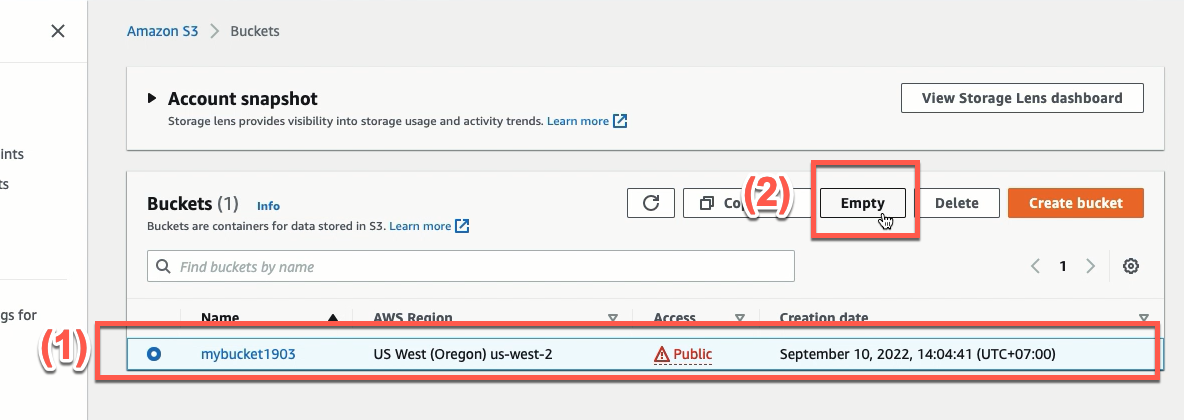 Amazon S3 > Buckets
Account snapshot
View Storage Lens dashboard
Storage lens provides visibility into storage usage and activity trends. Learn more
ints
ts
Buckets (1) Info
(2)
Empty
Delete
Create bucket
Buckets are containers for data stored in S3. Learn more
Find buckets by name
1
gs for
Name AWS Region Access Creation date
(1)
mybucket1903 US West (Oregon) us-west-2 Public September 10, 2022, 14:04:41 (UTC+07:00)